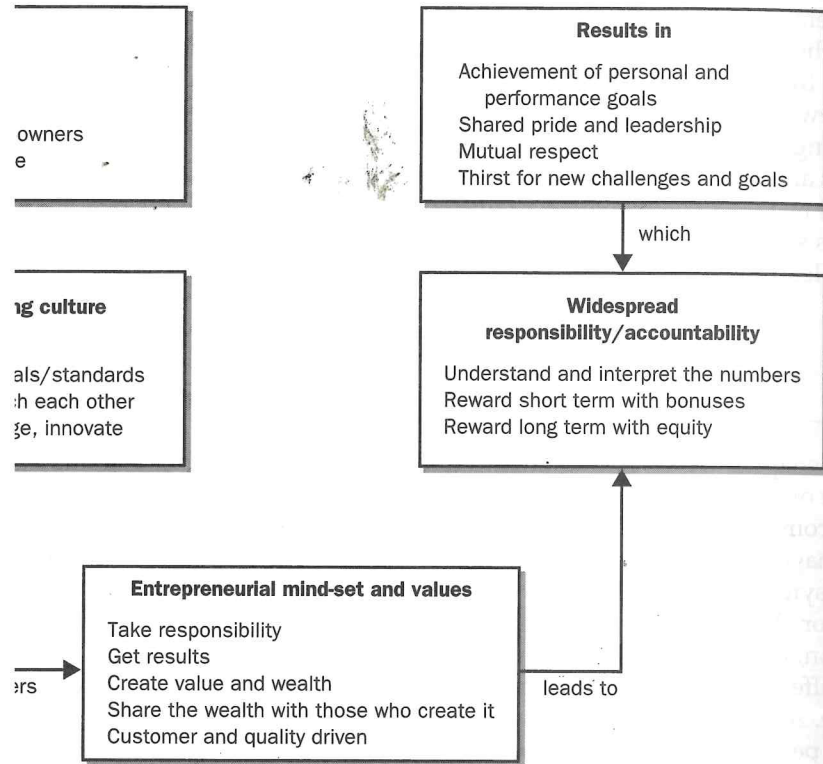 owners
e
Results in
Achievement of personal and
performance goals
Shared pride and leadership
Mutual respect
Thirst for new challenges and goals
which
ng culture
als/standards
h each other
ge, innovate
Widespread
responsibility/accountability
Understand and interpret the numbers
Reward short term with bonuses
Reward long term with equity
ers
Entrepreneurial mind-set and values
Take responsibility
Get results
Create value and wealth
Share the wealth with those who create it
Customer and quality driven
leads to